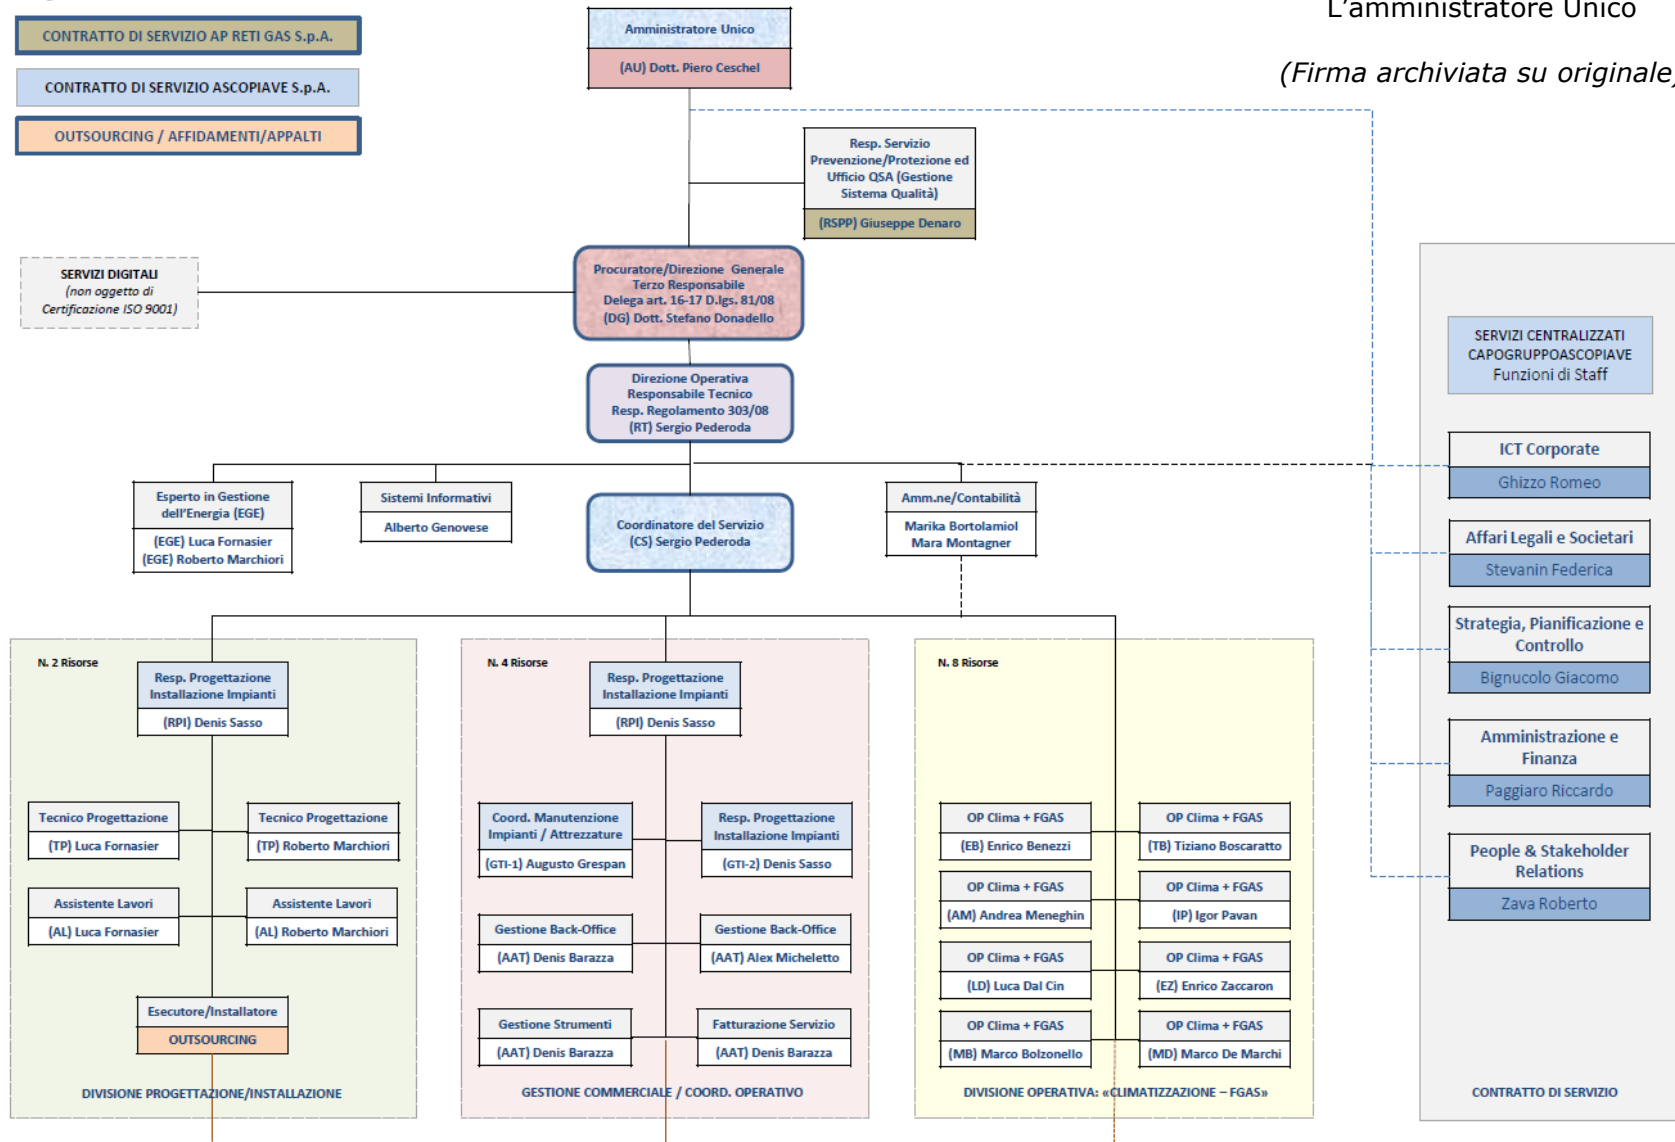 L'amministratore Unico
(Firma archiviata su originale)
CONTRATTO DI SERVIZIO AP RETI GAS S.p.A.
CONTRATTO DI SERVIZIO ASCOPIAVE S.p.A.
OUTSOURCING / AFFIDAMENTI/APPALTI
Amministratore Unico
(AU) Dott. Piero Ceschel
Resp. Servizio
Prevenzione/Protezione ed
Ufficio QSA (Gestione
Sistema Qualità)
(RSPP) Giuseppe Denaro
SERVIZI DIGITALI
(non oggetto di
Certificazione ISO 9001)
Procuratore/Direzione Generale
Terzo Responsabile
Delega art. 16-17 D.lgs. 81/08
(DG) Dott. Stefano Donadello
Direzione Operativa
Responsabile Tecnico
Resp. Regolamento 303/08
(RT) Sergio Pederoda
Esperto in Gestione
dell'Energia (EGE)
(EGE) Luca Fornasier
(EGE) Roberto Marchiori
Sistemi Informativi
Alberto Genovese
Coordinatore del Servizio
(CS) Sergio Pederoda
Amm.ne/Contabilità
Marika Bortolamiol
Mara Montagner
N. 2 Risorse
Resp. Progettazione
Installazione Impianti
(RPI) Denis Sasso
Tecnico Progettazione
(TP) Luca Fornasier
Tecnico Progettazione
(TP) Roberto Marchiori
Assistente Lavori
(AL) Luca Fornasier
Assistente Lavori
(AL) Roberto Marchiori
Esecutore/Installatore
OUTSOURCING
DIVISIONE PROGETTAZIONE/INSTALLAZIONE
N. 4 Risorse
Resp. Progettazione
Installazione Impianti
(RPI) Denis Sasso
Coord. Manutenzione
Impianti / Attrezzature
(GTI-1) Augusto Grespan
Resp. Progettazione
Installazione Impianti
(GTI-2) Denis Sasso
Gestione Back-Office
(AAT) Denis Barazza
Gestione Back-Office
(AAT) Alex Micheletto
Gestione Strumenti
(AAT) Denis Barazza
Fatturazione Servizio
(AAT) Denis Barazza
GESTIONE COMMERCIALE / COORD. OPERATIVO
N. 8 Risorse
OP Clima + FGAS
(EB) Enrico Benezzi
OP Clima + FGAS
(TB) Tiziano Boscaratto
OP Clima + FGAS
(AM) Andrea Meneghin
OP Clima + FGAS
(IP) Igor Pavan
OP Clima + FGAS
(LD) Luca Dal Cin
OP Clima + FGAS
(EZ) Enrico Zaccaron
OP Clima + FGAS
(MB) Marco Bolzonello
OP Clima + FGAS
(MD) Marco De Marchi
DIVISIONE OPERATIVA: «CLIMATIZZAZIONE – FGAS»
SERVIZI CENTRALIZZATI
CAPOGRUPPOASCOPIAVE
Funzioni di Staff
ICT Corporate
Ghizzo Romeo
Affari Legali e Societari
Stevanin Federica
Strategia, Pianificazione e
Controllo
Bignucolo Giacomo
Amministrazione e
Finanza
Paggiaro Riccardo
People & Stakeholder
Relations
Zava Roberto
CONTRATTO DI SERVIZIO